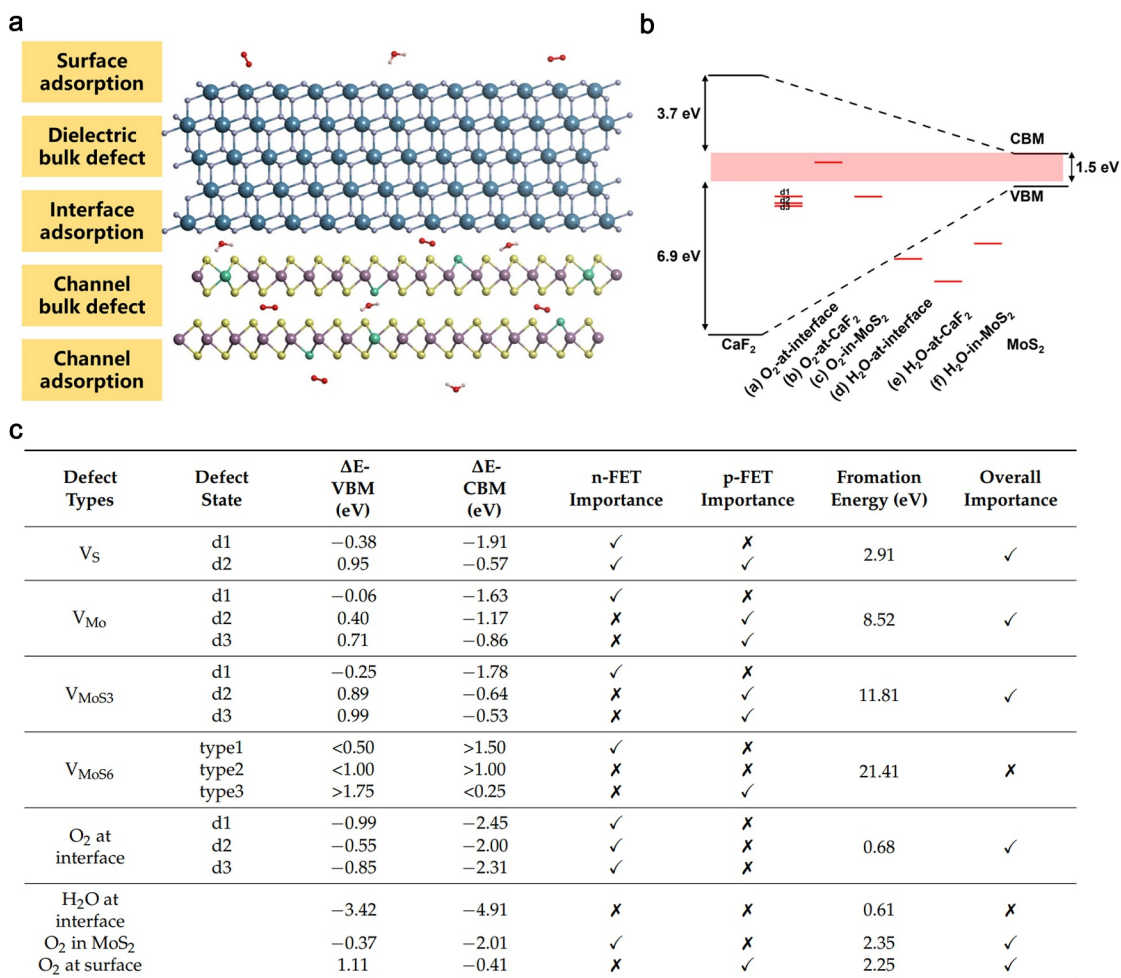 a
Surface
adsorption
Dielectric
bulk defect
Interface
adsorption
Channel
bulk defect
Channel
adsorption
b
3.7 eV
CBM
1.5 eV
VBM
d1
d2
d3
6.9 eV
CaF2
(a) O2-at-interface
(b) O2-at-CaF2
(c) O2-in-MoS2
(d) H2O-at-interface
(e) H2O-at-CaF2
(f) H2O-in-MoS2
MoS2
c
Defect Types | Defect State | ΔE-VBM (eV) | ΔE-CBM (eV) | n-FET Importance | p-FET Importance | Fromation Energy (eV) | Overall Importance
VS d1 −0.38 −1.91 ✓ ✗ 2.91 ✓
d2 0.95 −0.57 ✓ ✓
VMo d1 −0.06 −1.63 ✓ ✗ 8.52 ✓
d2 0.40 −1.17 ✗ ✓
d3 0.71 −0.86 ✗ ✓
VMoS3 d1 −0.25 −1.78 ✓ ✗ 11.81 ✓
d2 0.89 −0.64 ✗ ✓
d3 0.99 −0.53 ✗ ✓
VMoS6 type1 <0.50 >1.50 ✓ ✗ 21.41 ✗
type2 <1.00 >1.00 ✗ ✗
type3 >1.75 <0.25 ✗ ✓
O2 at interface d1 −0.99 −2.45 ✓ ✗ 0.68 ✓
d2 −0.55 −2.00 ✓ ✗
d3 −0.85 −2.31 ✓ ✗
H2O at interface −3.42 −4.91 ✗ ✗ 0.61 ✗
O2 in MoS2 −0.37 −2.01 ✓ ✗ 2.35 ✓
O2 at surface 1.11 −0.41 ✗ ✓ 2.25 ✓